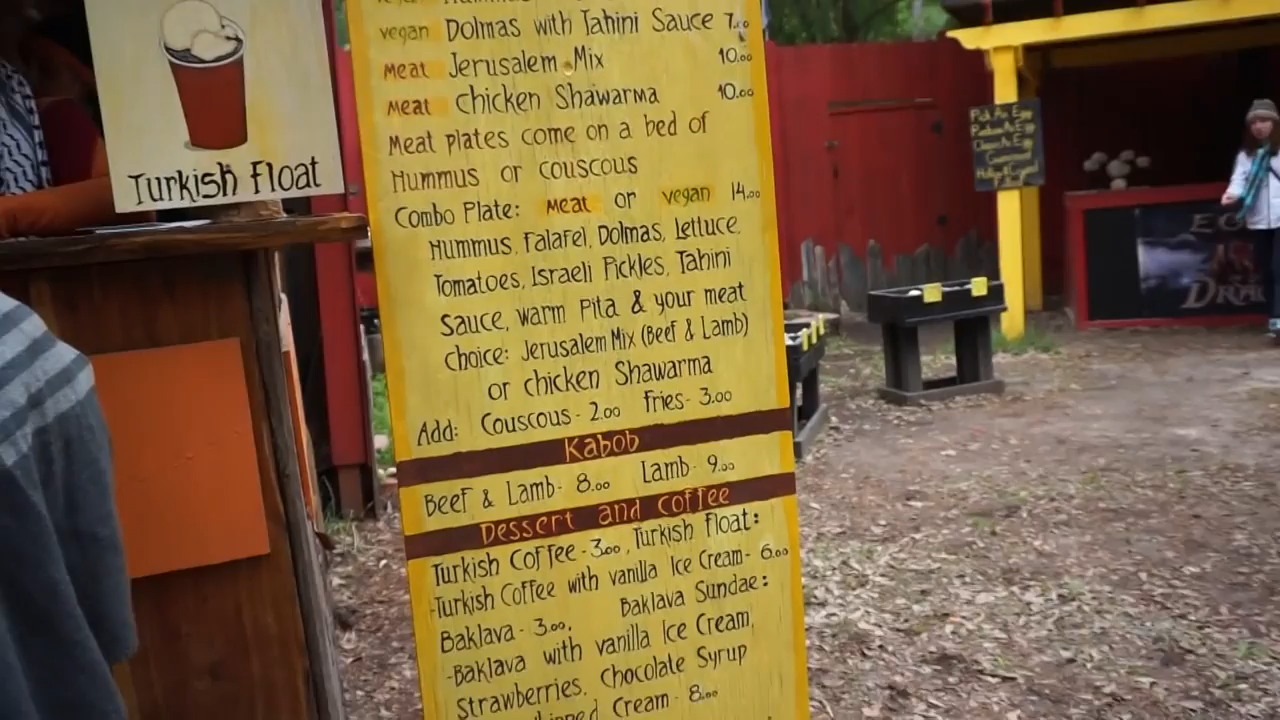 vegan Dolmas with Tahini Sauce 7.00
Meat Jerusalem Mix 10.00
Meat Chicken Shawarma 10.00
Meat plates come on a bed of
Hummus or couscous
Combo Plate: Meat or vegan 14.00
Hummus, Falafel, Dolmas, Lettuce,
Tomatoes, Israeli Pickles, Tahini
Sauce, warm Pita & your meat
choice: Jerusalem Mix (Beef & Lamb)
or chicken Shawarma
Add: Couscous- 2.00 Fries- 3.00
Kabob
Beef & Lamb- 8.00 Lamb- 9.00
Dessert and Coffee
Turkish Coffee - 3.00, Turkish Float:
-Turkish Coffee with vanilla Ice Cream- 6.00
Baklava- 3.00, Baklava Sundae:
-Baklava with vanilla Ice Cream,
Strawberries, Chocolate Syrup
Cream - 8.00
Turkish Float
Pick An Egg